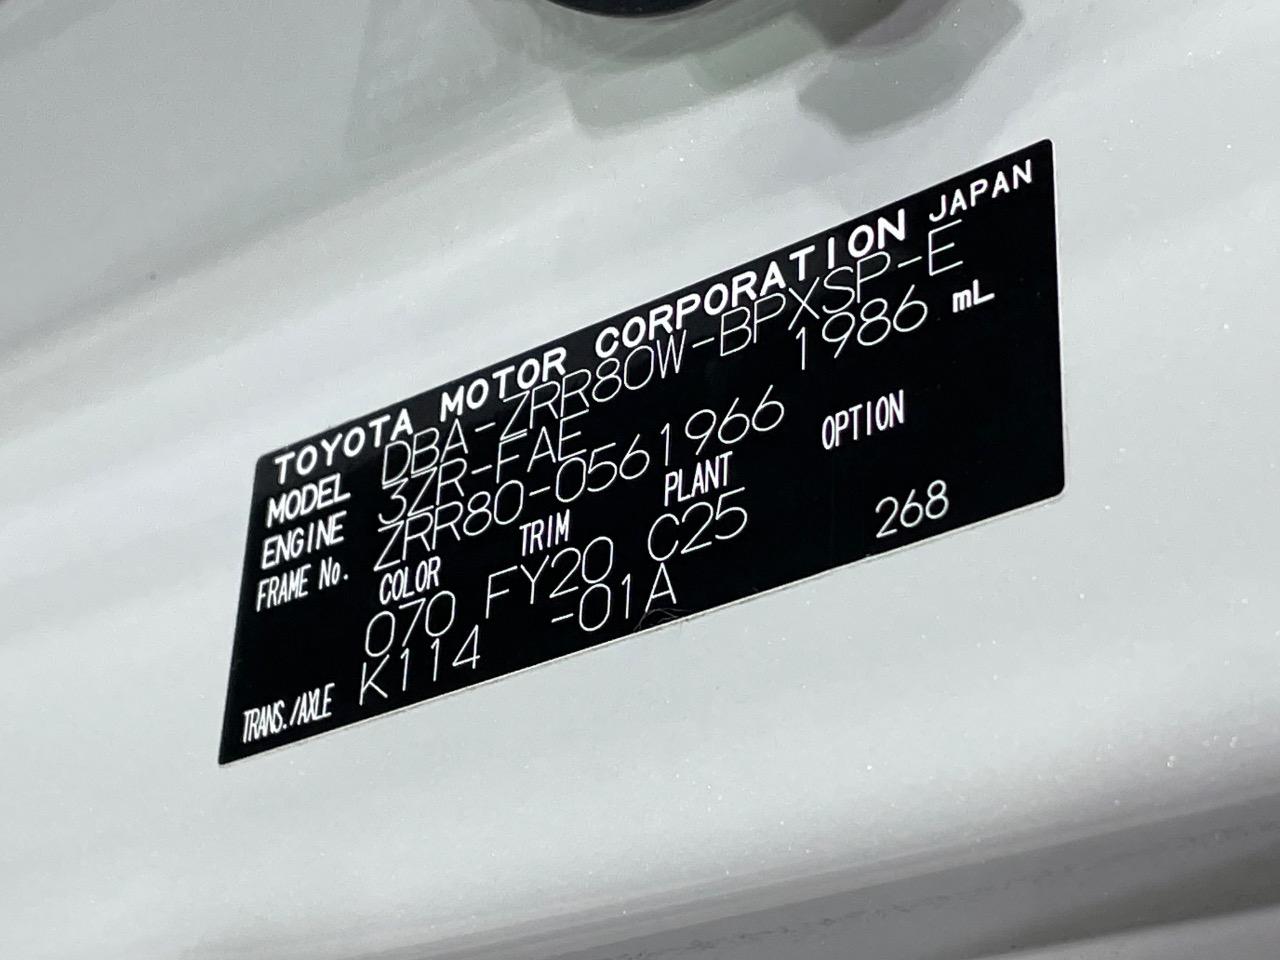 TOYOTA MOTOR CORPORATION JAPAN
MODEL DBA-ZRR80W-BPXSP-E
ENGINE 3ZR-FAE 1986 mL
FRAME No. ZRR80-0561966
COLOR TRIM PLANT OPTION
070 FY20 C25 268
TRANS./AXLE K114 -01A